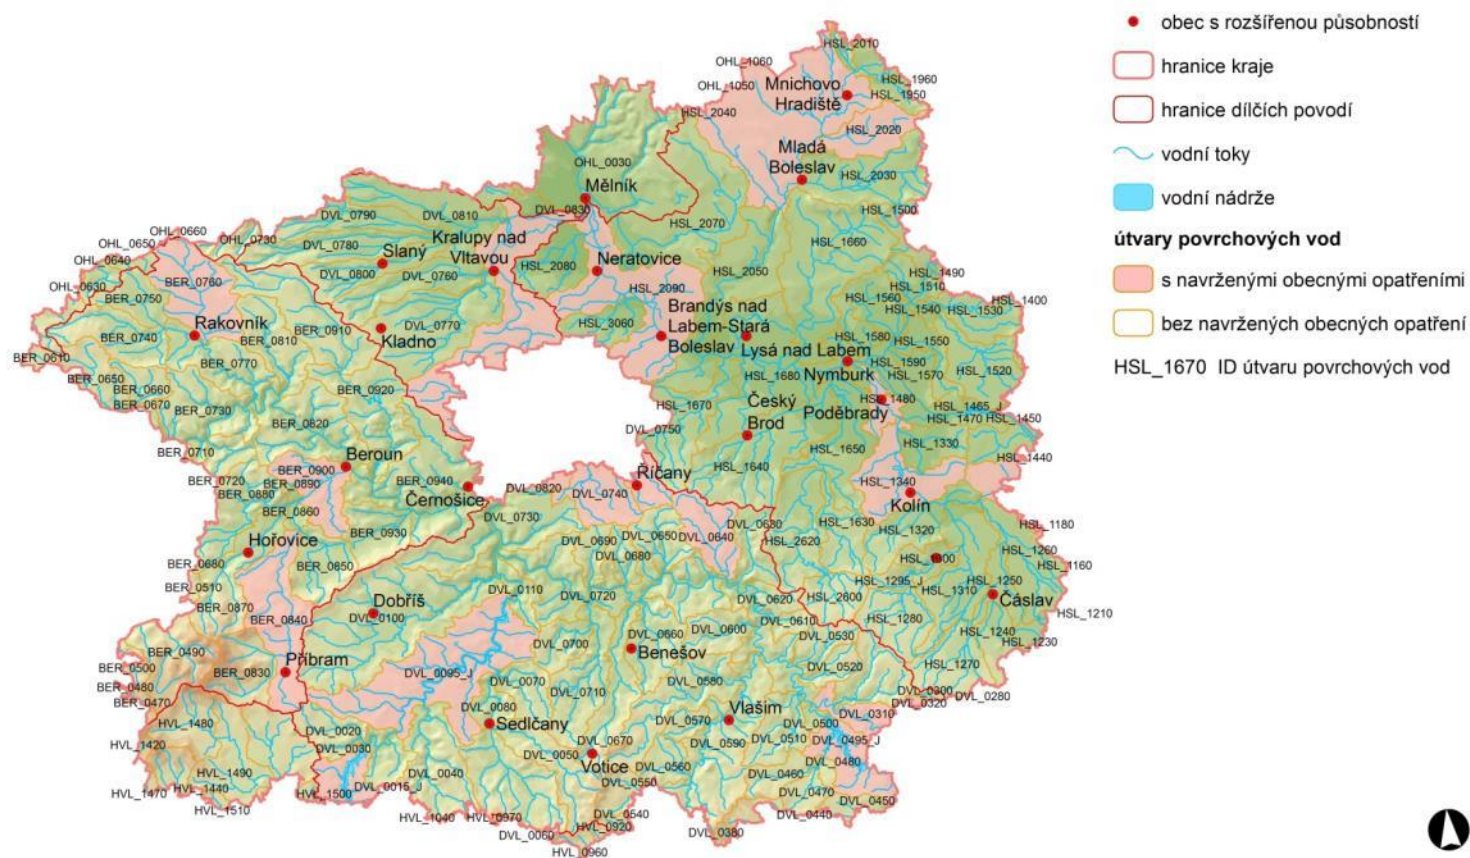 obec s rozšířenou působností
hranice kraje
hranice dílčích povodí
vodní toky
vodní nádrže
útvary povrchových vod
s navrženými obecnými opatřeními
bez navržených obecných opatření
HSL_1670 ID útvaru povrchových vod
HSL_2010
OHL_1060
HSL_1960
OHL_1050
Mnichovo
Hradiště
HSL_1950
HSL_2040
HSL_2020
Mladá
Boleslav
OHL_0030
HSL_2030
Mělník
DVL_0830
HSL_1500
DVL_0790
DVL_0810
HSL_2070
OHL_0660
OHL_0650
OHL_0730
OHL_0640
OHL_0630
DVL_0780
Slaný
DVL_0800
DVL_0760
Kralupy nad
Vltavou
HSL_2080
Neratovice
HSL_2050
HSL_1660
HSL_1490
HSL_1510
HSL_1400
BER_0760
BER_0750
HSL_2090
HSL_1560
HSL_1540
HSL_1530
Brandýs nad
Labem-Stará
Boleslav
BER_0740
Rakovník
BER_0910
BER_0810
Kladno
DVL_0770
HSL_3060
HSL_1580
HSL_1550
Lysá nad Labem
HSL_1590
Nymburk
HSL_1570
HSL_1520
BER_0610
BER_0770
BER_0650
BER_0660
BER_0670
BER_0730
BER_0920
HSL_1680
HSL_1670
HSL_1480
HSL_1465_J
HSL_1470
HSL_1450
Český
Brod
Poděbrady
BER_0820
DVL_0750
HSL_1330
BER_0710
HSL_1650
HSL_1440
BER_0720
BER_0900
Beroun
BER_0890
BER_0880
BER_0940
Černošice
DVL_0820
DVL_0740
Říčany
HSL_1640
HSL_1340
Kolín
BER_0860
BER_0930
DVL_0730
DVL_0630
HSL_1630
HSL_1320
HSL_1180
Hořovice
BER_0680
BER_0850
DVL_0690
DVL_0650
DVL_0680
DVL_0640
HSL_2620
HSL_1260
HSL_1160
BER_0510
BER_0870
BER_0840
Dobříš
DVL_0100
DVL_0110
DVL_0720
DVL_0620
DVL_0610
HSL_2600
HSL_1295_J
HSL_1310
HSL_1250
Čáslav
HSL_1210
HSL_1280
HSL_1240
HSL_1230
BER_0490
BER_0500
BER_0480
BER_0470
BER_0830
Příbram
DVL_0095_J
DVL_0070
DVL_0700
DVL_0710
DVL_0660
DVL_0600
Benešov
DVL_0580
DVL_0530
DVL_0520
HSL_1270
DVL_0300
DVL_0320
DVL_0280
DVL_0310
HVL_1480
HVL_1420
DVL_0020
DVL_0030
DVL_0080
Sedlčany
DVL_0570
Vlašim
DVL_0500
DVL_0510
DVL_0495_J
DVL_0590
DVL_0480
DVL_0670
DVL_0050
Votice
DVL_0560
DVL_0550
DVL_0460
DVL_0470
DVL_0450
DVL_0440
HVL_1490
HVL_1440
HVL_1470
HVL_1510
HVL_1500
DVL_0015_J
DVL_0040
HVL_1040
HVL_0970
DVL_0540
HVL_0920
DVL_0060
HVL_0960
DVL_0380